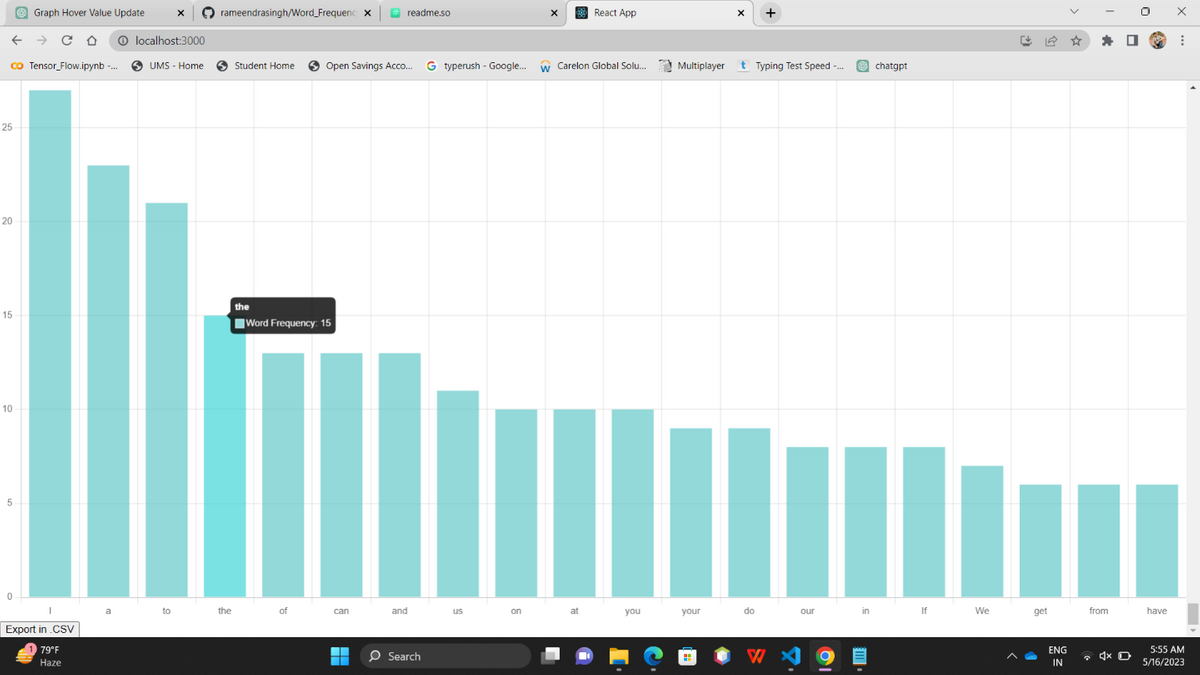 Graph Hover Value Update
rameendrasingh/Word_Frequenc
readme.so
React App
localhost:3000
Tensor_Flow.ipynb -...
UMS - Home
Student Home
Open Savings Acco...
typerush - Google...
Carelon Global Solu...
Multiplayer
Typing Test Speed -...
chatgpt
25
20
15
10
5
0
the
Word Frequency: 15
I a to the of can and us on at you your do our in If We get from have
Export in .CSV
1
79°F
Haze
Search
ENG
IN
5:55 AM
5/16/2023